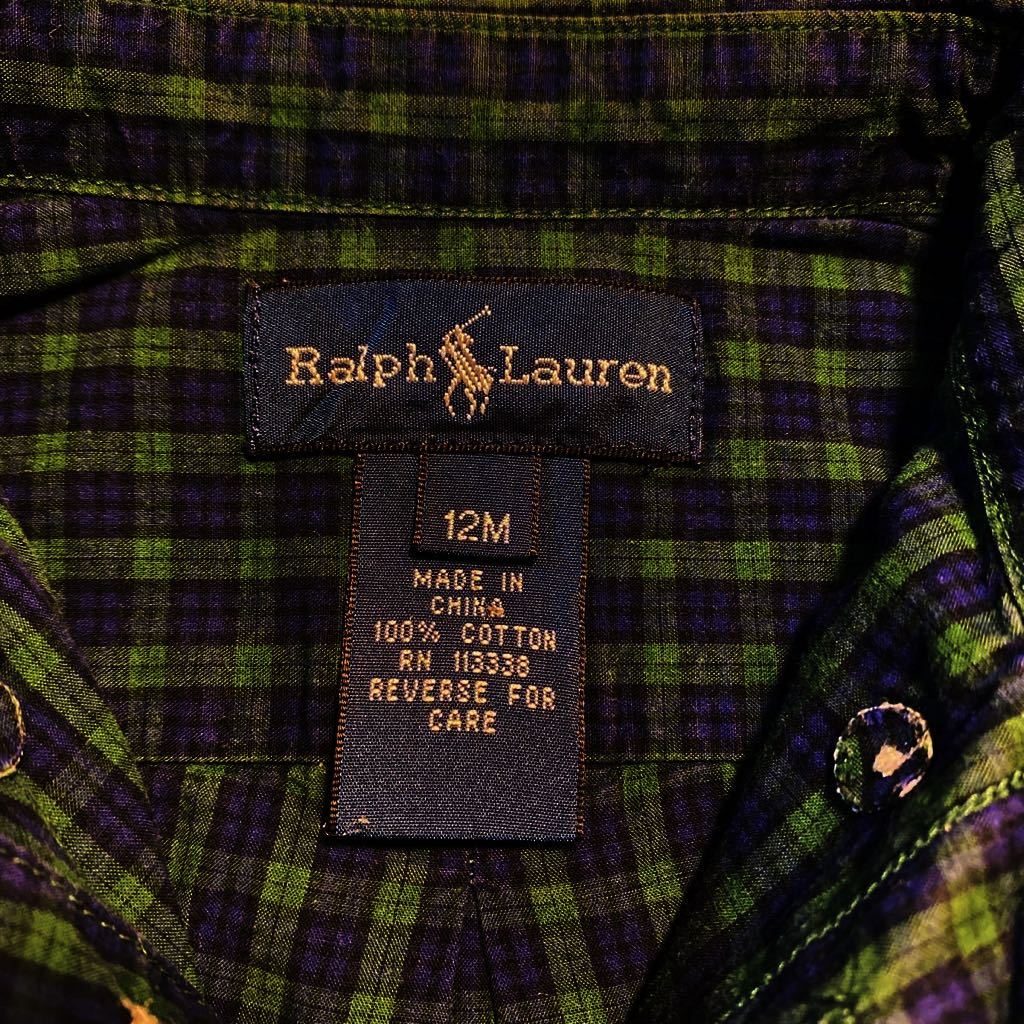 Ralph Lauren
12M
MADE IN
CHINA
100% COTTON
RN 113338
REVERSE FOR
CARE